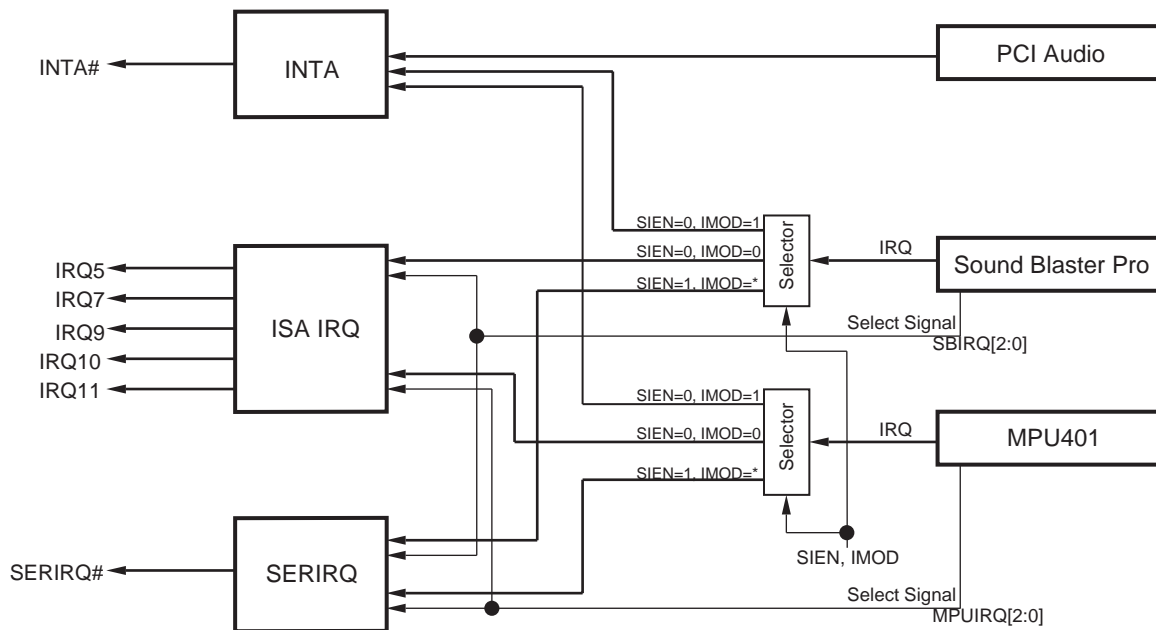 INTA#
INTA
PCI Audio
SIEN=0, IMOD=1
SIEN=0, IMOD=0
SIEN=1, IMOD=*
Selector
IRQ
Sound Blaster Pro
Select Signal
SBIRQ[2:0]
IRQ5
IRQ7
IRQ9
IRQ10
IRQ11
ISA IRQ
SIEN=0, IMOD=1
SIEN=0, IMOD=0
SIEN=1, IMOD=*
Selector
IRQ
MPU401
SIEN, IMOD
SERIRQ#
SERIRQ
Select Signal
MPUIRQ[2:0]